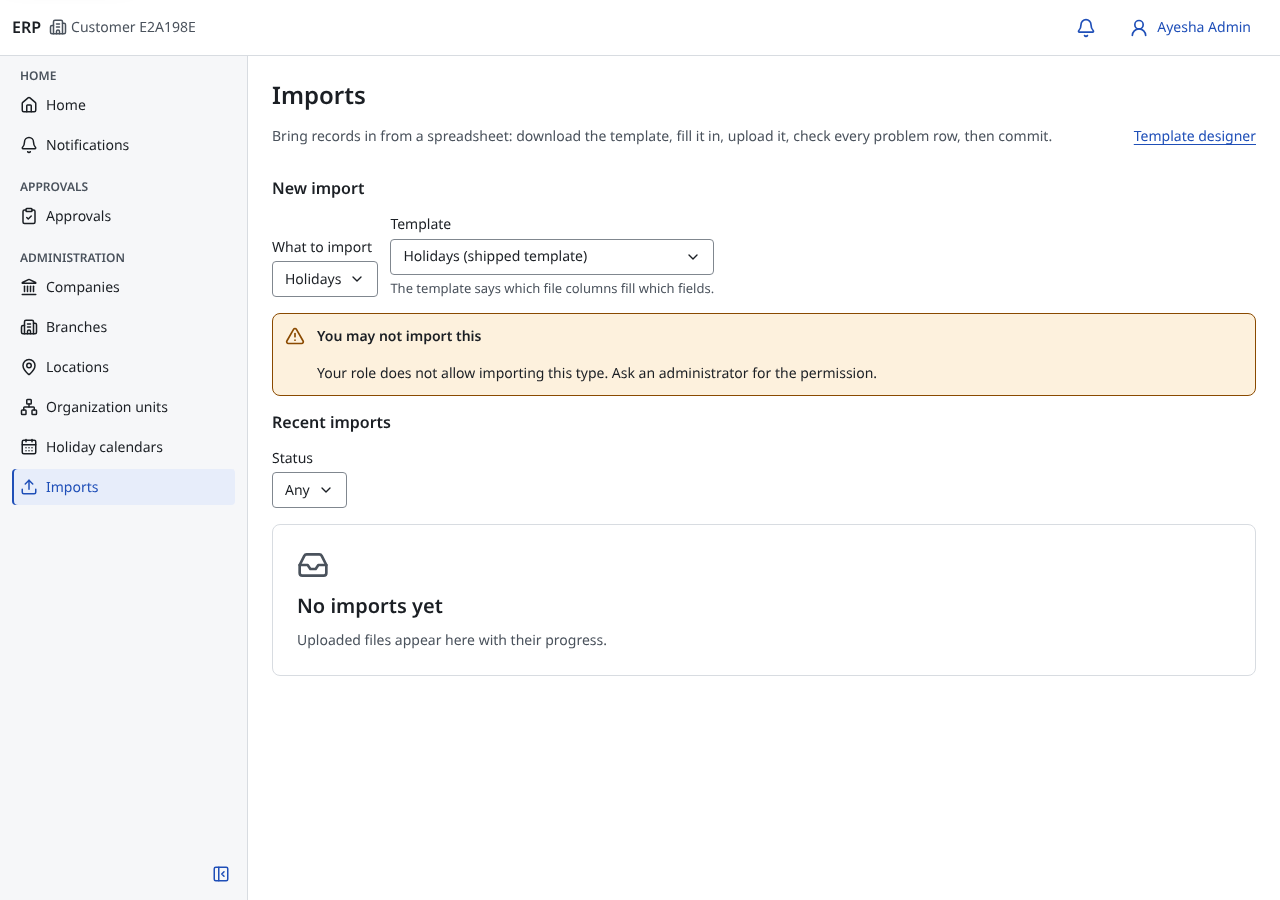 ERP Customer E2A198E
Ayesha Admin
HOME
Home
Notifications
APPROVALS
Approvals
ADMINISTRATION
Companies
Branches
Locations
Organization units
Holiday calendars
Imports
Imports
Bring records in from a spreadsheet: download the template, fill it in, upload it, check every problem row, then commit.
Template designer
New import
What to import
Holidays
Template
Holidays (shipped template)
The template says which file columns fill which fields.
You may not import this
Your role does not allow importing this type. Ask an administrator for the permission.
Recent imports
Status
Any
No imports yet
Uploaded files appear here with their progress.